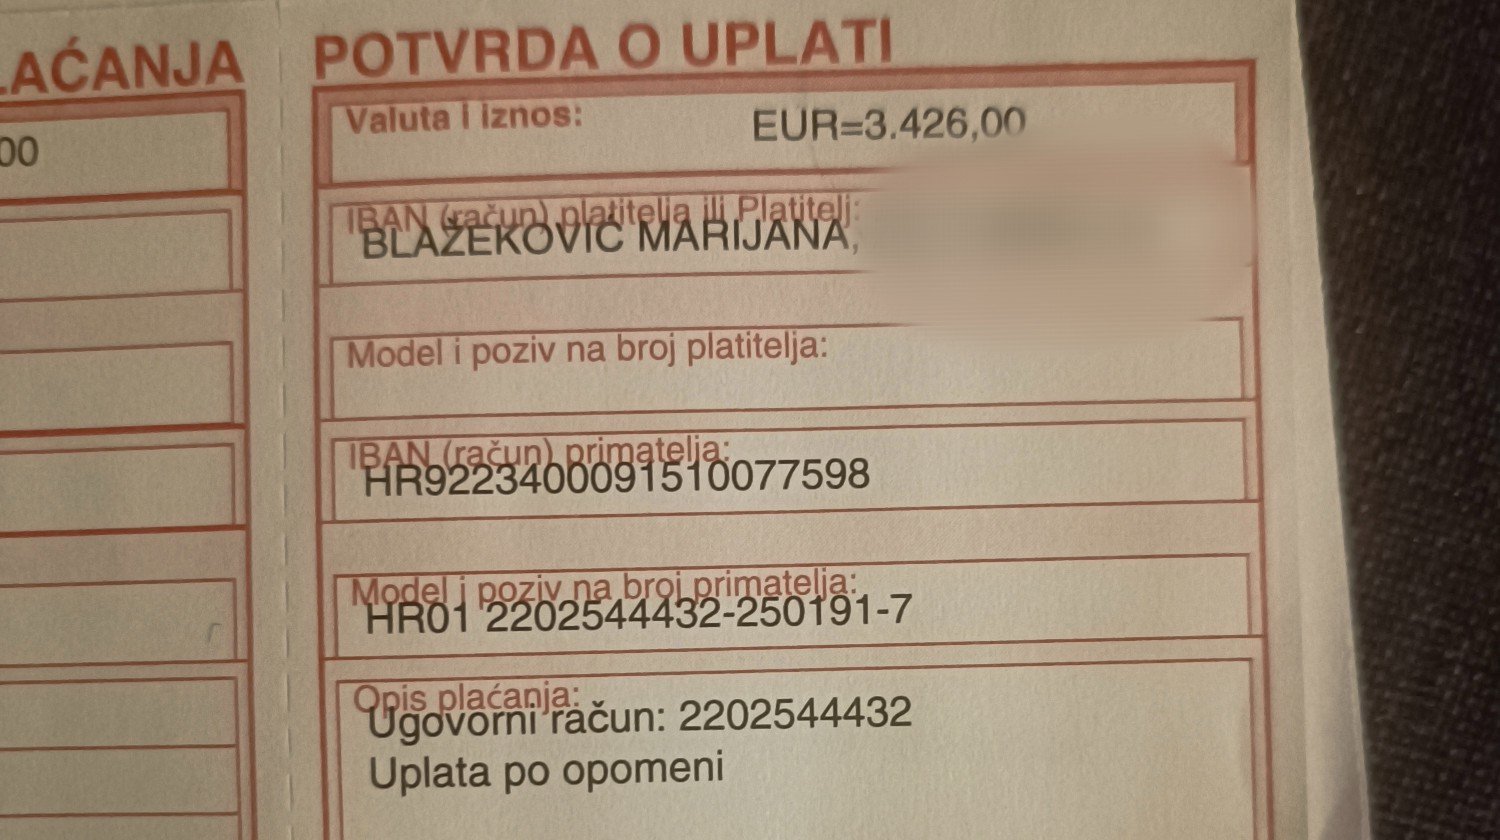 LAĆANJA
POTVRDA O UPLATI
00
Valuta i iznos:
EUR=3.426,00
IBAN (račun) platitelja ili Platitelj:
BLAŽEKOVIĆ MARIJANA,
Model i poziv na broj platitelja:
IBAN (račun) primatelja:
HR9223400091510077598
Model i poziv na broj primatelja:
HR01 2202544432-250191-7
Opis plaćanja:
Ugovorni račun: 2202544432
Uplata po opomeni